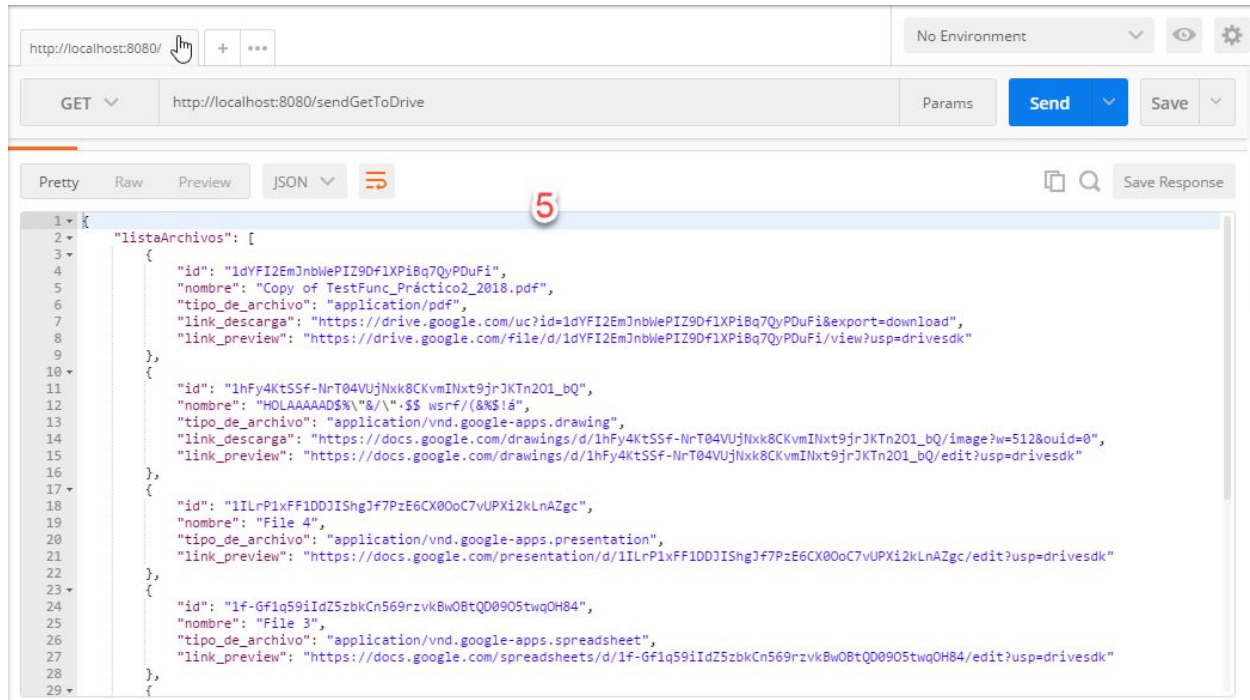 http://localhost:8080/
+
•••
No Environment
GET
http://localhost:8080/sendGetToDrive
Params
Send
Save
Pretty
Raw
Preview
JSON
Save Response
5
1 {
2 "listaArchivos": [
3 {
4 "id": "1dYFI2EmJnbWePIZ9DflXPiBq7QyPDuFi",
5 "nombre": "Copy of TestFunc_Práctico2_2018.pdf",
6 "tipo_de_archivo": "application/pdf",
7 "link_descarga": "https://drive.google.com/uc?id=1dYFI2EmJnbWePIZ9DflXPiBq7QyPDuFi&export=download",
8 "link_preview": "https://drive.google.com/file/d/1dYFI2EmJnbWePIZ9DflXPiBq7QyPDuFi/view?usp=drivesdk"
9 },
10 {
11 "id": "1hFy4KtSSf-NrT04VUjNxk8CKvmINxt9jrJKTn2O1_bQ",
12 "nombre": "HOLAAAAAD$%\"&/\"·$$ wsrf/(&%$!á",
13 "tipo_de_archivo": "application/vnd.google-apps.drawing",
14 "link_descarga": "https://docs.google.com/drawings/d/1hFy4KtSSf-NrT04VUjNxk8CKvmINxt9jrJKTn2O1_bQ/image?w=512&ouid=0",
15 "link_preview": "https://docs.google.com/drawings/d/1hFy4KtSSf-NrT04VUjNxk8CKvmINxt9jrJKTn2O1_bQ/edit?usp=drivesdk"
16 },
17 {
18 "id": "1ILrP1xFF1DDJIShgJf7PzE6CX0OoC7vUPXi2kLnAZgc",
19 "nombre": "File 4",
20 "tipo_de_archivo": "application/vnd.google-apps.presentation",
21 "link_preview": "https://docs.google.com/presentation/d/1ILrP1xFF1DDJIShgJf7PzE6CX0OoC7vUPXi2kLnAZgc/edit?usp=drivesdk"
22 },
23 {
24 "id": "1f-Gf1q59iIdZ5zbkCn569rzvkBwOBtQD09O5twqOH84",
25 "nombre": "File 3",
26 "tipo_de_archivo": "application/vnd.google-apps.spreadsheet",
27 "link_preview": "https://docs.google.com/spreadsheets/d/1f-Gf1q59iIdZ5zbkCn569rzvkBwOBtQD09O5twqOH84/edit?usp=drivesdk"
28 },
29 {